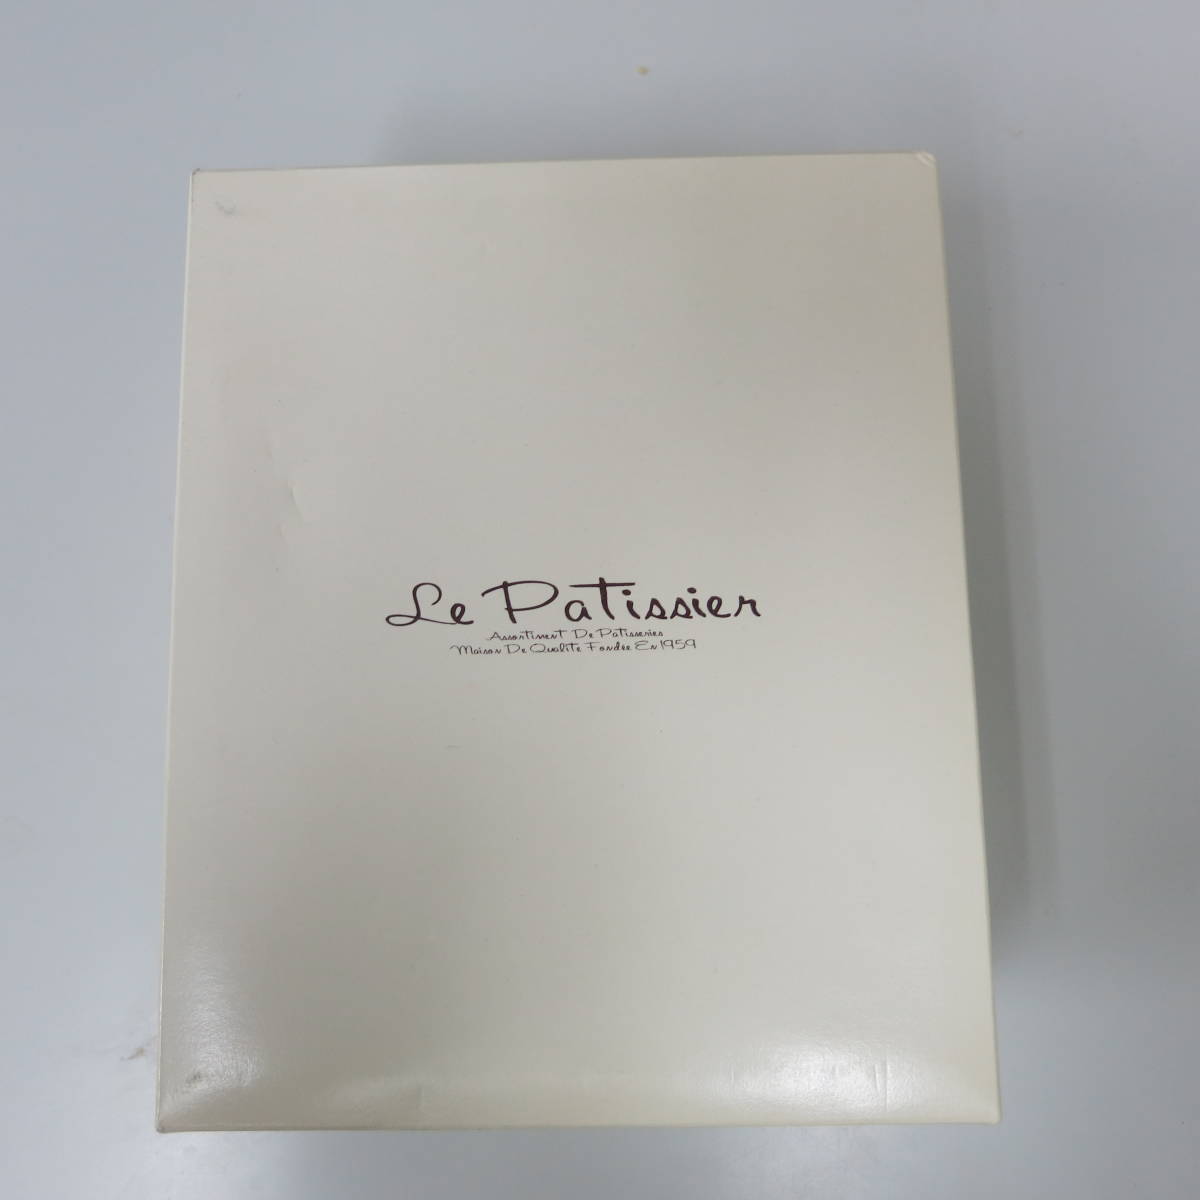 Le Patissier
Assortiment De Patisseries
Maison De Qualite Fondee En 1959